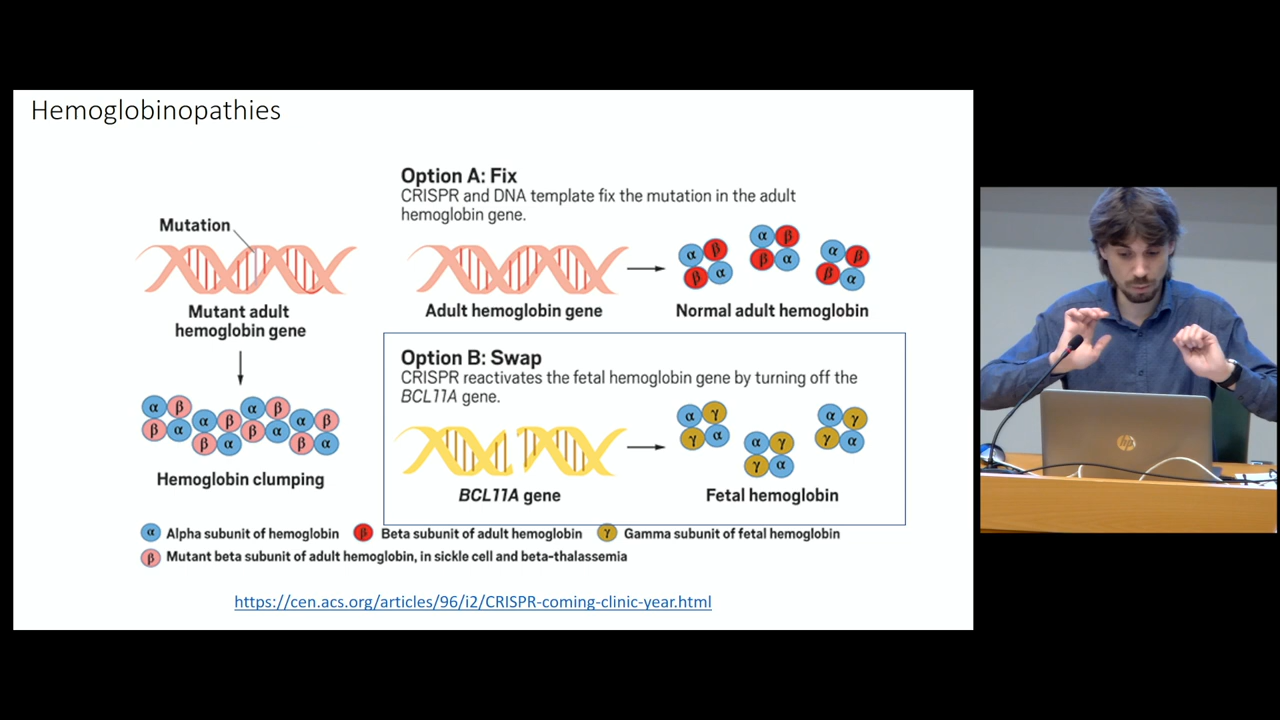 Hemoglobinopathies
Mutation
Mutant adult
hemoglobin gene
α β α β
β α α β β α α β
β α β α
Hemoglobin clumping
Option A: Fix
CRISPR and DNA template fix the mutation in the adult
hemoglobin gene.
Adult hemoglobin gene
α β α β α β
β α β α β α
Normal adult hemoglobin
Option B: Swap
CRISPR reactivates the fetal hemoglobin gene by turning off the
BCL11A gene.
BCL11A gene
α γ α γ α γ
γ α γ α γ α
Fetal hemoglobin
α Alpha subunit of hemoglobin β Beta subunit of adult hemoglobin γ Gamma subunit of fetal hemoglobin
β Mutant beta subunit of adult hemoglobin, in sickle cell and beta-thalassemia
https://cen.acs.org/articles/96/i2/CRISPR-coming-clinic-year.html
hp